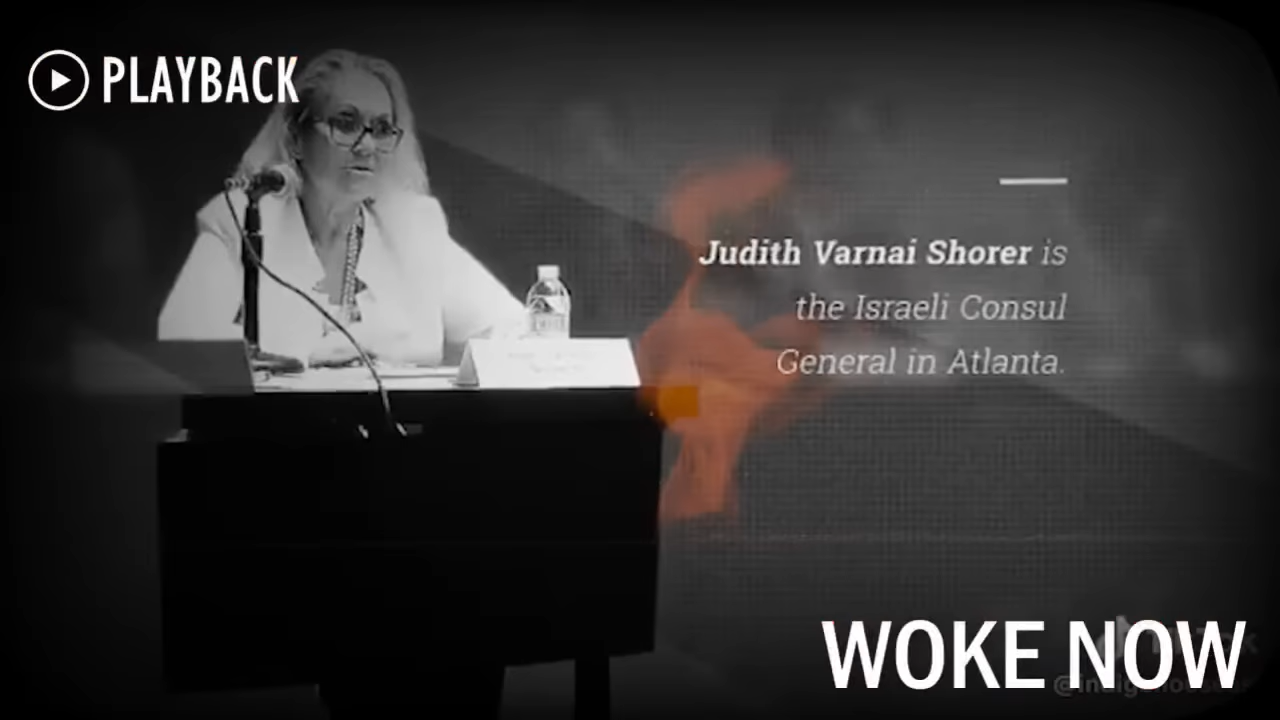 PLAYBACK
Judith Varnai Shorer is
the Israeli Consul
General in Atlanta.
WOKE NOW